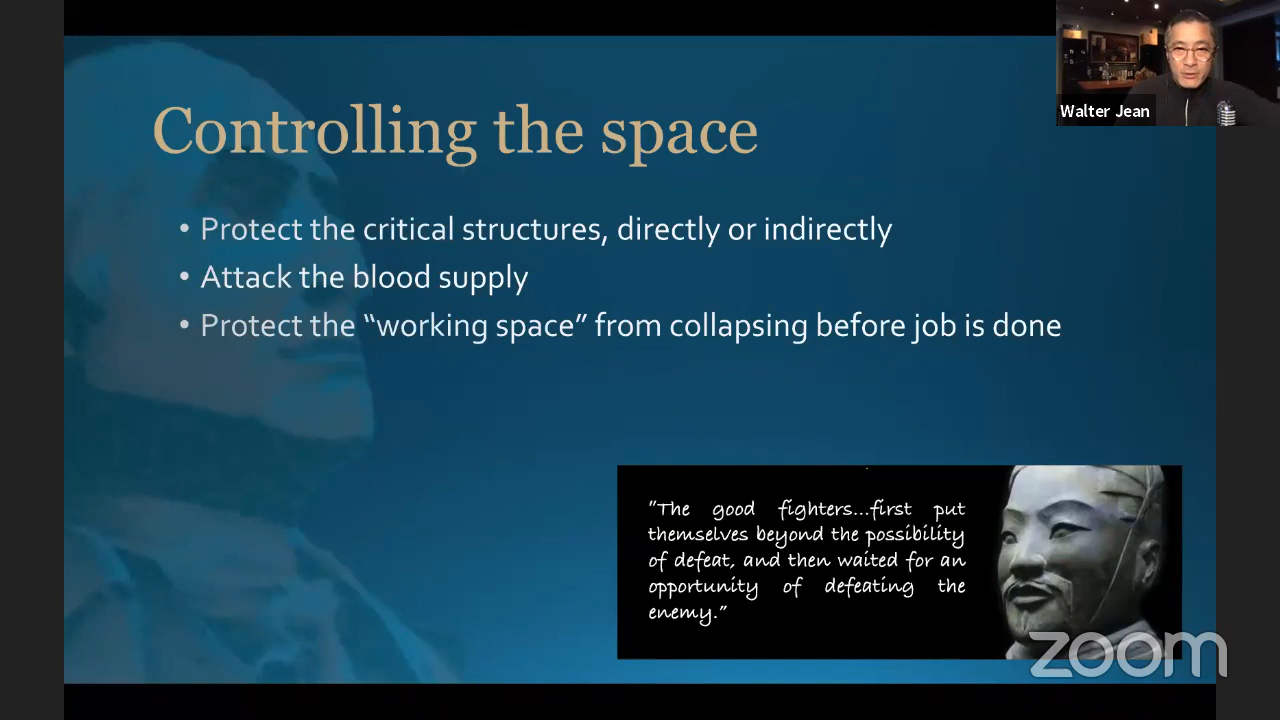 Walter Jean
Controlling the space
• Protect the critical structures, directly or indirectly
• Attack the blood supply
• Protect the “working space” from collapsing before job is done
"The good fighters...first put
themselves beyond the possibility
of defeat, and then waited for an
opportunity of defeating the
enemy."
zoom